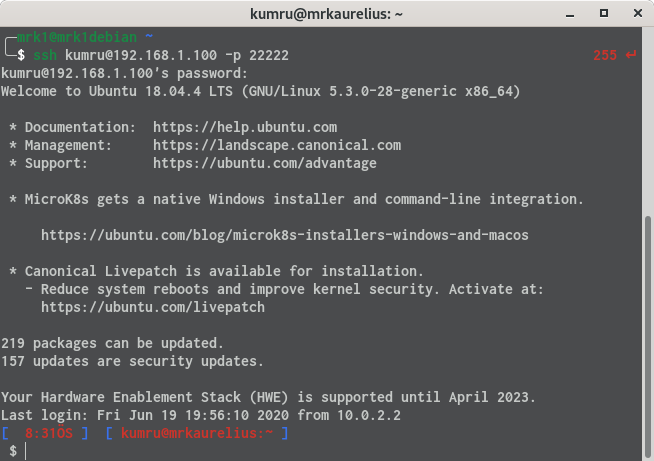 kumru@mrkaurelius: ~
mrk1@mrk1debian ~
$ ssh kumru@192.168.1.100 -p 22222 255 ↵
kumru@192.168.1.100's password:
Welcome to Ubuntu 18.04.4 LTS (GNU/Linux 5.3.0-28-generic x86_64)
* Documentation: https://help.ubuntu.com
* Management: https://landscape.canonical.com
* Support: https://ubuntu.com/advantage
* MicroK8s gets a native Windows installer and command-line integration.
https://ubuntu.com/blog/microk8s-installers-windows-and-macos
* Canonical Livepatch is available for installation.
- Reduce system reboots and improve kernel security. Activate at:
https://ubuntu.com/livepatch
219 packages can be updated.
157 updates are security updates.
Your Hardware Enablement Stack (HWE) is supported until April 2023.
Last login: Fri Jun 19 19:56:10 2020 from 10.0.2.2
[ 8:31ÖS ] [ kumru@mrkaurelius:~ ]
$